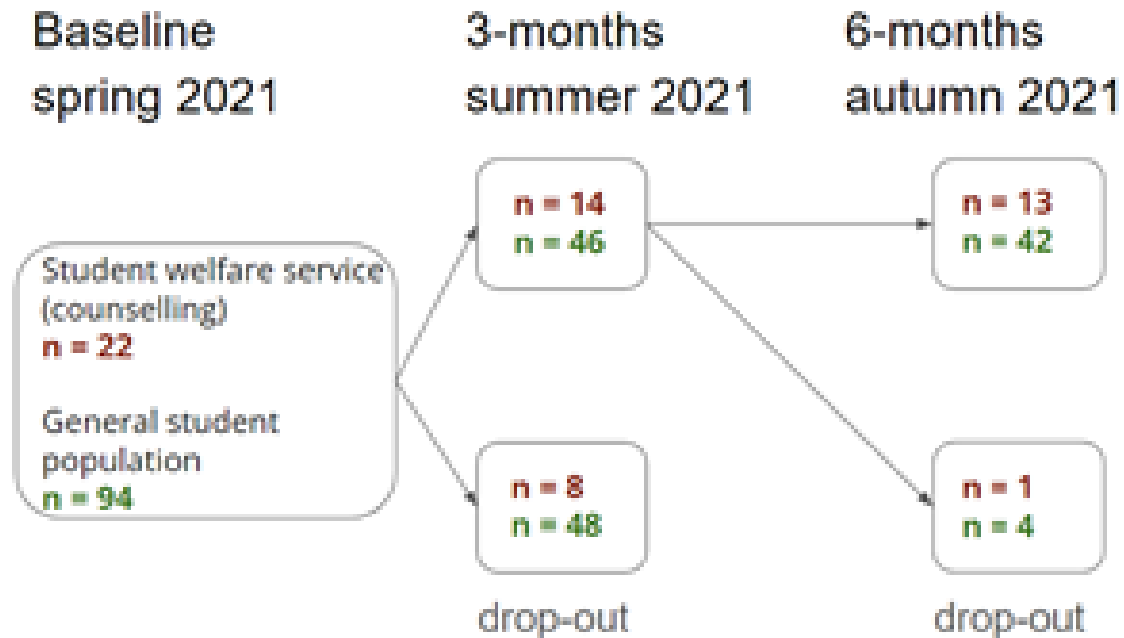 Baseline
spring 2021
3-months
summer 2021
6-months
autumn 2021
Student welfare service
(counselling)
n = 22
General student
population
n = 94
n = 14
n = 46
n = 8
n = 48
drop-out
n = 13
n = 42
n = 1
n = 4
drop-out